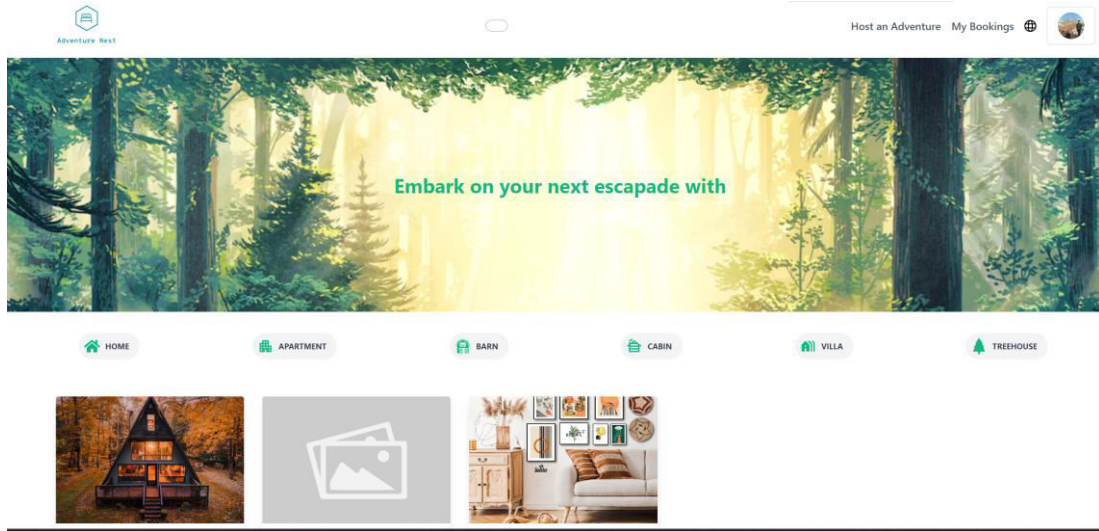 Adventure Nest
Host an Adventure My Bookings
Embark on your next escapade with
HOME
APARTMENT
BARN
CABIN
VILLA
TREEHOUSE